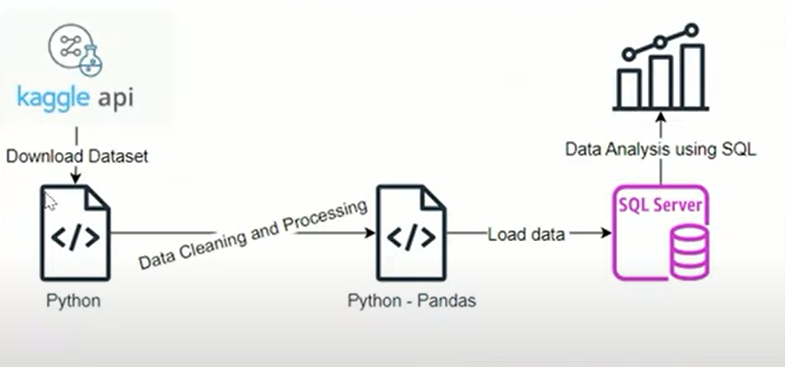 kaggle api
Download Dataset
Python
Data Cleaning and Processing
Python - Pandas
Load data
SQL Server
Data Analysis using SQL